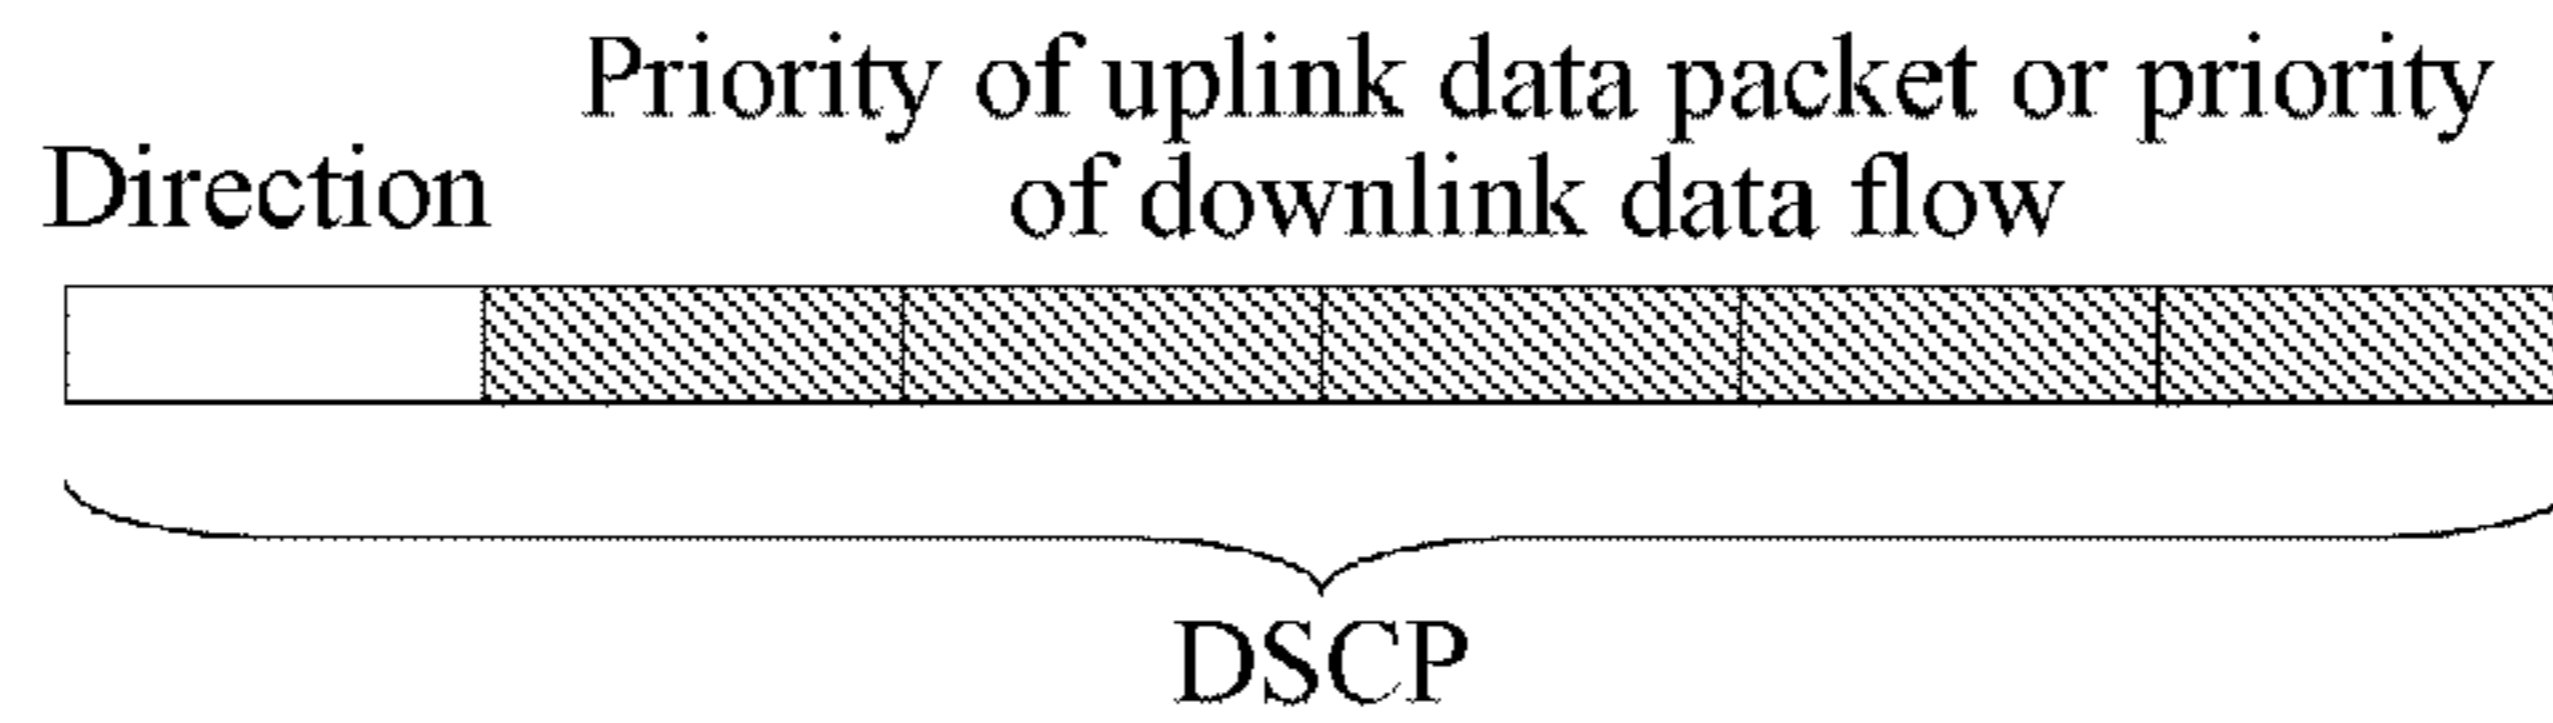 Direction
Priority of uplink data packet or priority
of downlink data flow
DSCP